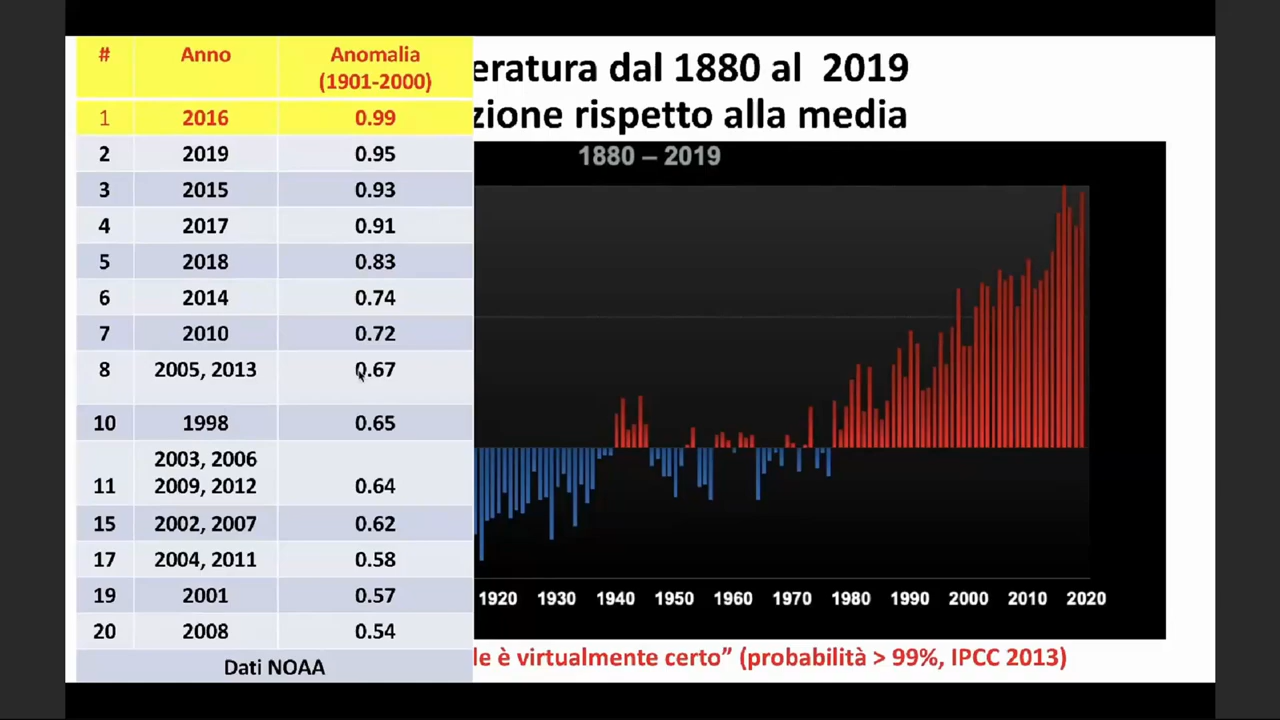 # Anno Anomalia
(1901-2000)
1 2016 0.99
2 2019 0.95
3 2015 0.93
4 2017 0.91
5 2018 0.83
6 2014 0.74
7 2010 0.72
8 2005, 2013 0.67
10 1998 0.65
2003, 2006
11 2009, 2012 0.64
15 2002, 2007 0.62
17 2004, 2011 0.58
19 2001 0.57
20 2008 0.54
Dati NOAA
eratura dal 1880 al 2019
zione rispetto alla media
1880 – 2019
1920 1930 1940 1950 1960 1970 1980 1990 2000 2010 2020
le è virtualmente certo” (probabilità > 99%, IPCC 2013)